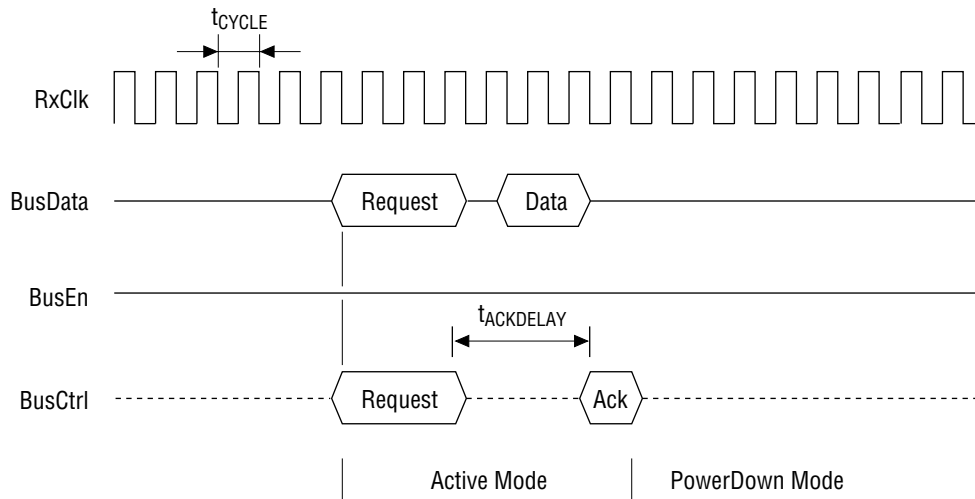 tCYCLE
RxClk
BusData
Request
Data
BusEn
tACKDELAY
BusCtrl
Request
Ack
Active Mode
PowerDown Mode